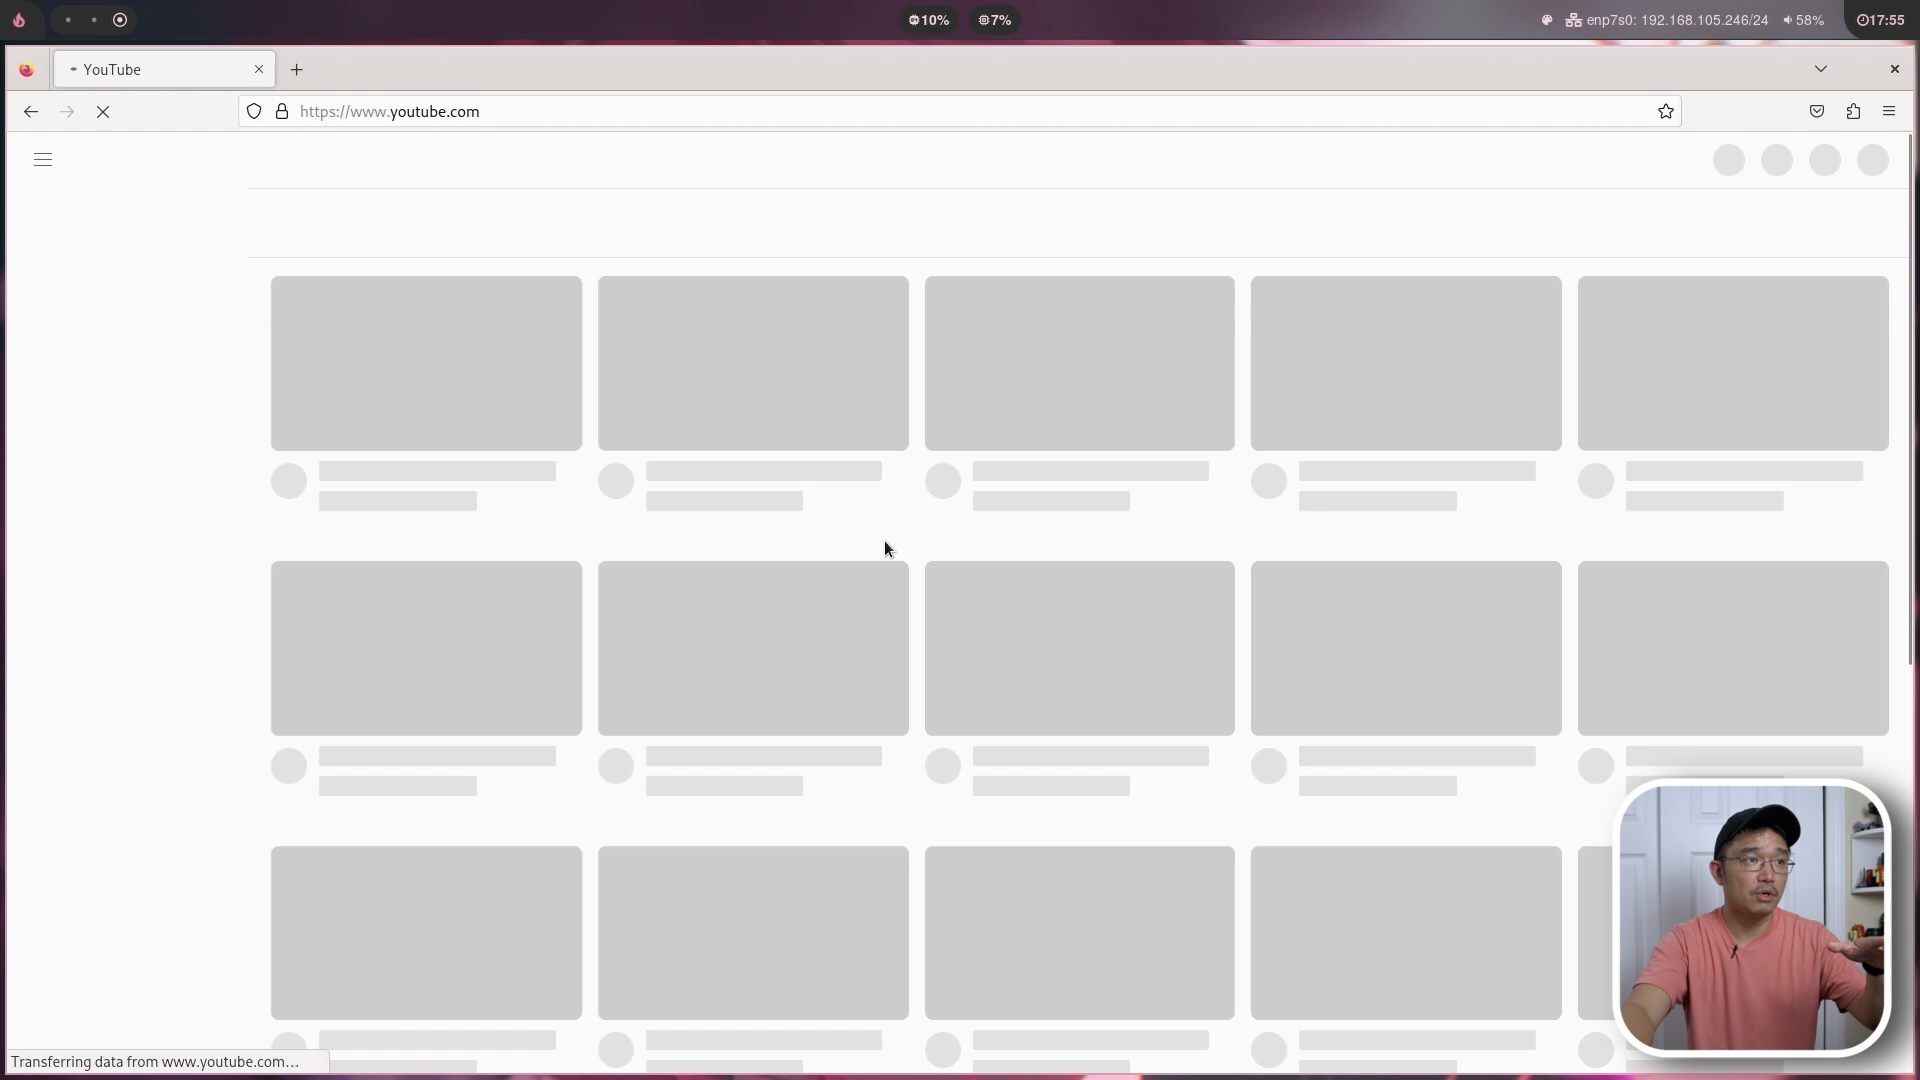 10%
7%
enp7s0: 192.168.105.246/24
58%
17:55
YouTube
https://www.youtube.com
Transferring data from www.youtube.com…